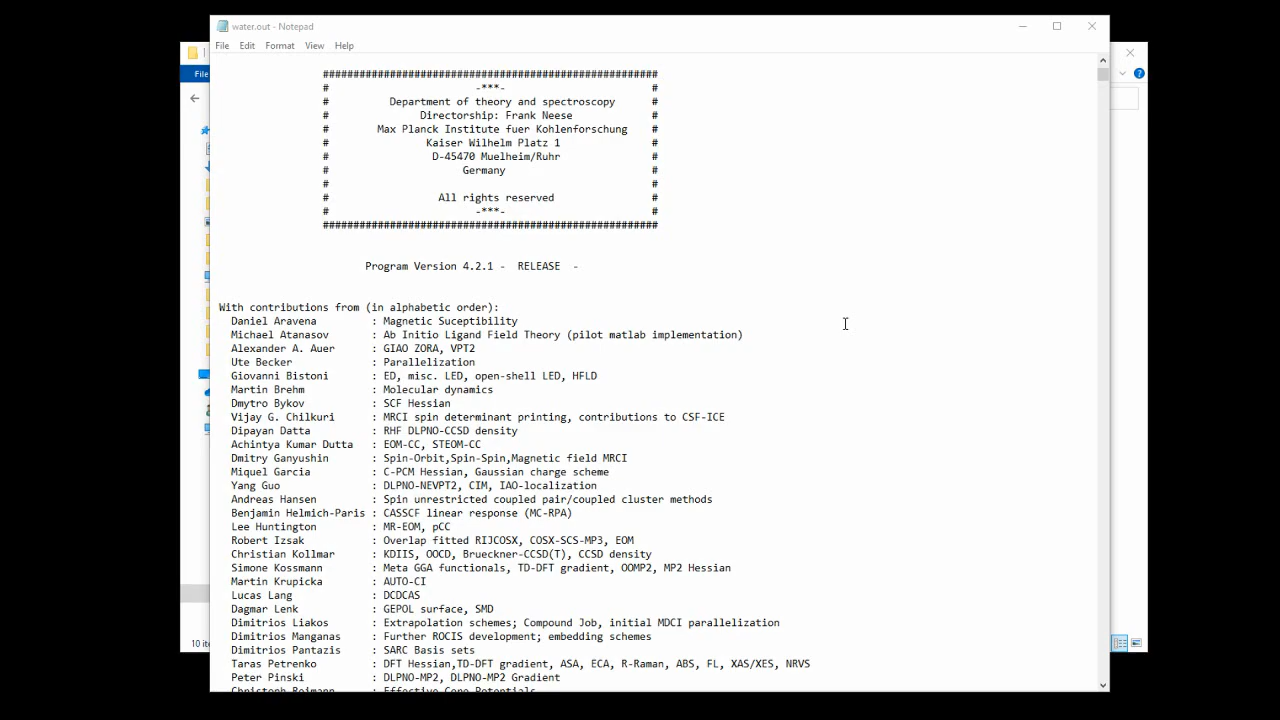 water.out - Notepad
File Edit Format View Help
File
#######################################################
# -***- #
# Department of theory and spectroscopy #
# Directorship: Frank Neese #
# Max Planck Institute fuer Kohlenforschung #
# Kaiser Wilhelm Platz 1 #
# D-45470 Muelheim/Ruhr #
# Germany #
# #
# All rights reserved #
# -***- #
#######################################################
Program Version 4.2.1 - RELEASE -
With contributions from (in alphabetic order):
Daniel Aravena : Magnetic Suceptibility
Michael Atanasov : Ab Initio Ligand Field Theory (pilot matlab implementation)
Alexander A. Auer : GIAO ZORA, VPT2
Ute Becker : Parallelization
Giovanni Bistoni : ED, misc. LED, open-shell LED, HFLD
Martin Brehm : Molecular dynamics
Dmytro Bykov : SCF Hessian
Vijay G. Chilkuri : MRCI spin determinant printing, contributions to CSF-ICE
Dipayan Datta : RHF DLPNO-CCSD density
Achintya Kumar Dutta : EOM-CC, STEOM-CC
Dmitry Ganyushin : Spin-Orbit,Spin-Spin,Magnetic field MRCI
Miquel Garcia : C-PCM Hessian, Gaussian charge scheme
Yang Guo : DLPNO-NEVPT2, CIM, IAO-localization
Andreas Hansen : Spin unrestricted coupled pair/coupled cluster methods
Benjamin Helmich-Paris : CASSCF linear response (MC-RPA)
Lee Huntington : MR-EOM, pCC
Robert Izsak : Overlap fitted RIJCOSX, COSX-SCS-MP3, EOM
Christian Kollmar : KDIIS, OOCD, Brueckner-CCSD(T), CCSD density
Simone Kossmann : Meta GGA functionals, TD-DFT gradient, OOMP2, MP2 Hessian
Martin Krupicka : AUTO-CI
Lucas Lang : DCDCAS
Dagmar Lenk : GEPOL surface, SMD
Dimitrios Liakos : Extrapolation schemes; Compound Job, initial MDCI parallelization
Dimitrios Manganas : Further ROCIS development; embedding schemes
Dimitrios Pantazis : SARC Basis sets
Taras Petrenko : DFT Hessian,TD-DFT gradient, ASA, ECA, R-Raman, ABS, FL, XAS/XES, NRVS
Peter Pinski : DLPNO-MP2, DLPNO-MP2 Gradient
Christoph Reimann : Effective Core Potentials
10 ite